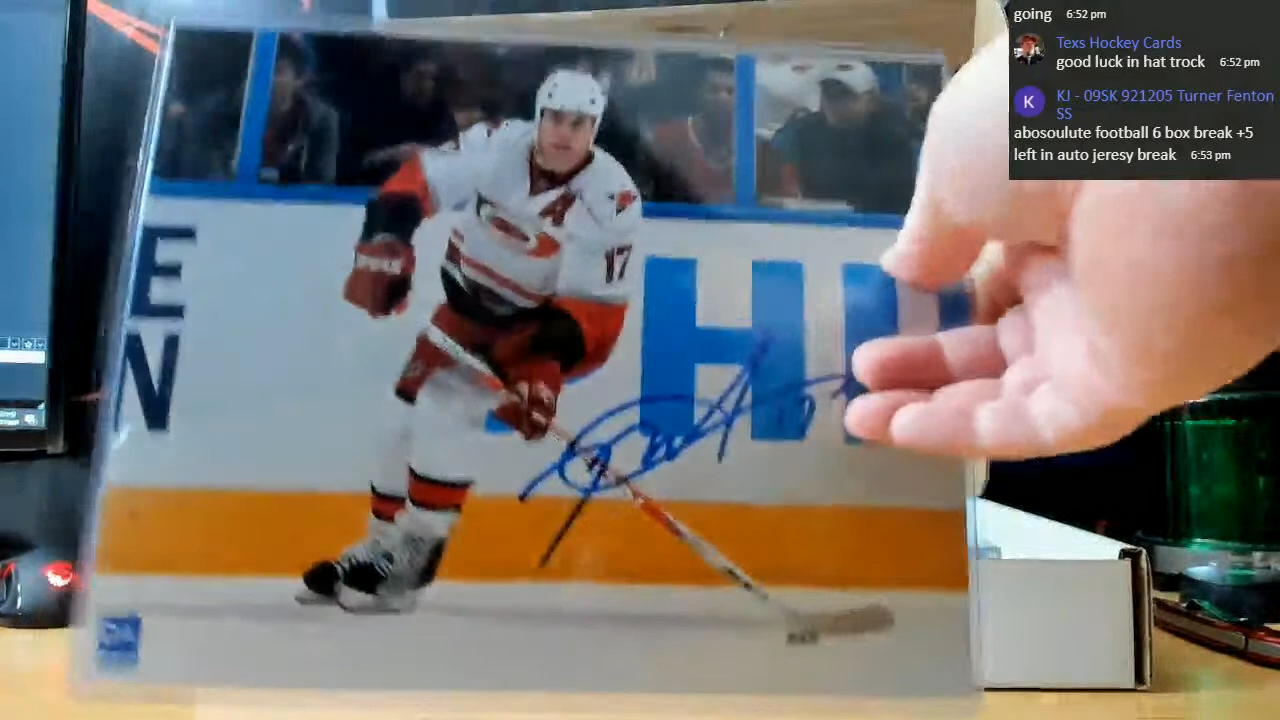 going 6:52 pm
Texs Hockey Cards
good luck in hat trock 6:52 pm
K
KJ - 09SK 921205 Turner Fenton
SS
abosoulute football 6 box break +5
left in auto jeresy break 6:53 pm
E
N
H
A
17